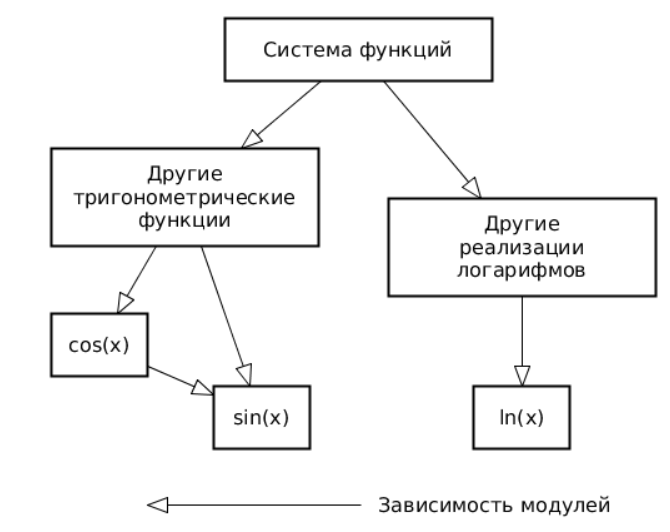 Система функций
Другие
тригонометрические
функции
Другие
реализации
логарифмов
cos(x)
sin(x)
ln(x)
Зависимость модулей